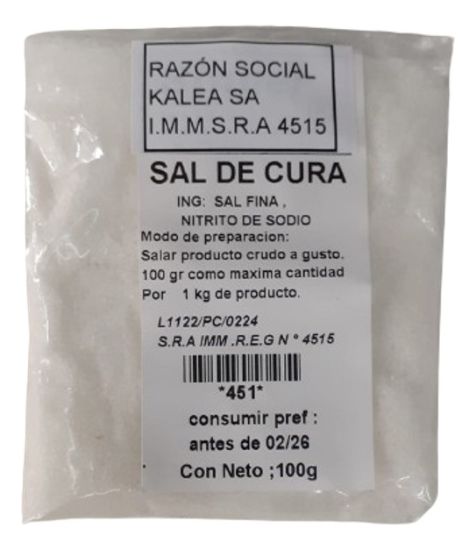 RAZÓN SOCIAL
KALEA SA
I.M.M.S.R.A 4515
SAL DE CURA
ING: SAL FINA ,
NITRITO DE SODIO
Modo de preparacion:
Salar producto crudo a gusto.
100 gr como maxima cantidad
Por 1 kg de producto.
L1122/PC/0224
S.R.A IMM .R.E.G N ° 4515
*451*
consumir pref :
antes de 02/26
Con Neto ;100g